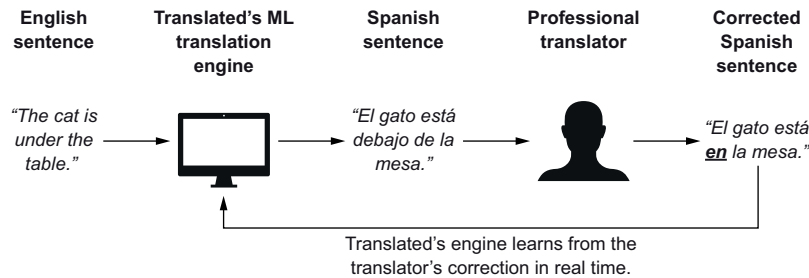 English
sentence
Translated’s ML
translation
engine
Spanish
sentence
Professional
translator
Corrected
Spanish
sentence
“The cat is
under the
table.”
“El gato está
debajo de la
mesa.”
“El gato está
en la mesa.”
Translated’s engine learns from the
translator’s correction in real time.